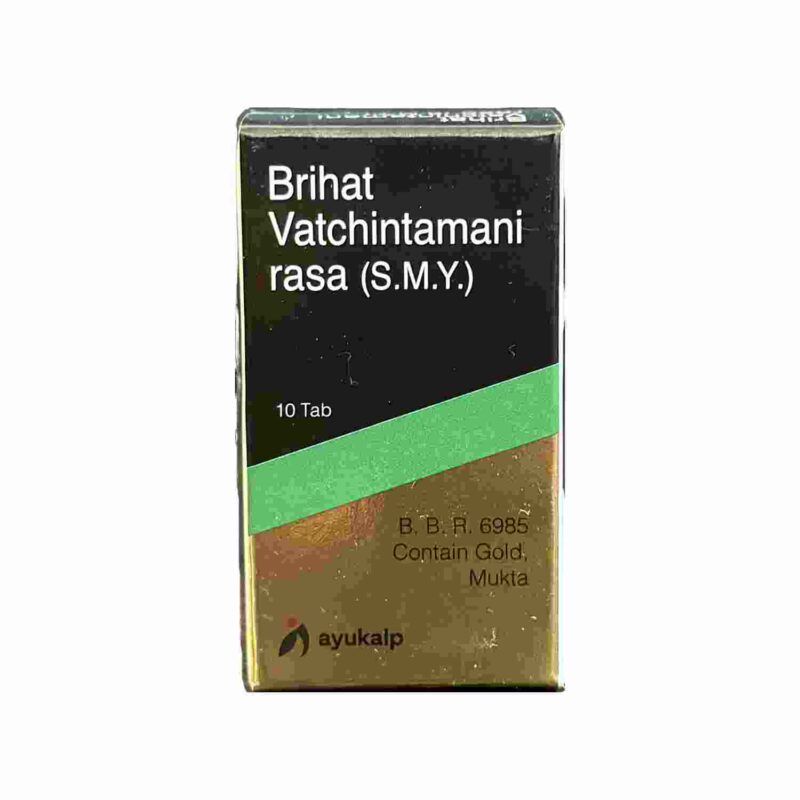 Brihat
Vatchintamani
rasa (S.M.Y.)
10 Tab
B. B. R. 6985
Contain Gold,
Mukta
ayukalp